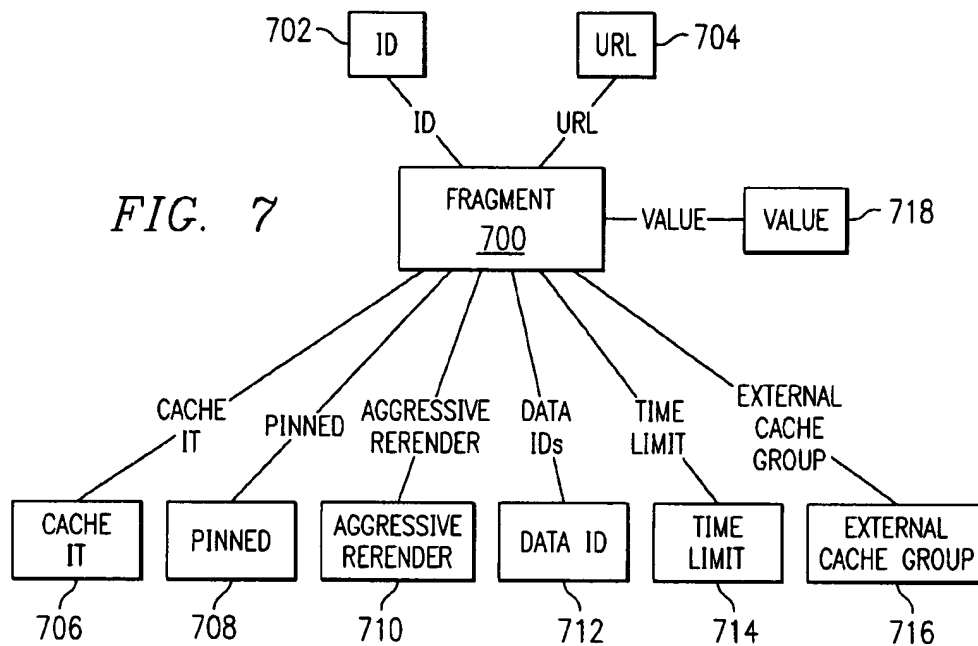 702
ID
URL
704
ID
URL
FIG. 7
FRAGMENT
700
VALUE
VALUE
718
CACHE
IT
PINNED
AGGRESSIVE
RERENDER
DATA
IDs
TIME
LIMIT
EXTERNAL
CACHE
GROUP
CACHE
IT
PINNED
AGGRESSIVE
RERENDER
DATA ID
TIME
LIMIT
EXTERNAL
CACHE GROUP
706
708
710
712
714
716